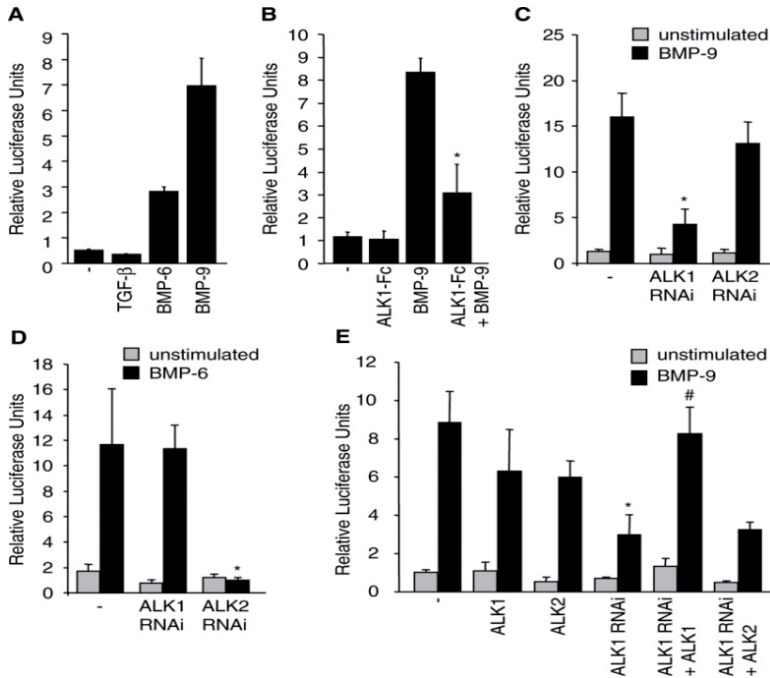 A
Relative Luciferase Units
9
8
7
6
5
4
3
2
1
0
-
TGF-β
BMP-6
BMP-9
B
Relative Luciferase Units
10
9
8
7
6
5
4
3
2
1
0
*
-
ALK1-Fc
BMP-9
ALK1-Fc
+ BMP-9
C
unstimulated
BMP-9
Relative Luciferase Units
25
20
15
10
5
0
*
-
ALK1
RNAi
ALK2
RNAi
D
unstimulated
BMP-6
Relative Luciferase Units
18
16
14
12
10
8
6
4
2
0
*
-
ALK1
RNAi
ALK2
RNAi
E
unstimulated
BMP-9
Relative Luciferase Units
12
10
8
6
4
2
0
*
#
-
ALK1
ALK2
ALK1 RNAi
ALK1 RNAi
+ ALK1
ALK1 RNAi
+ ALK2